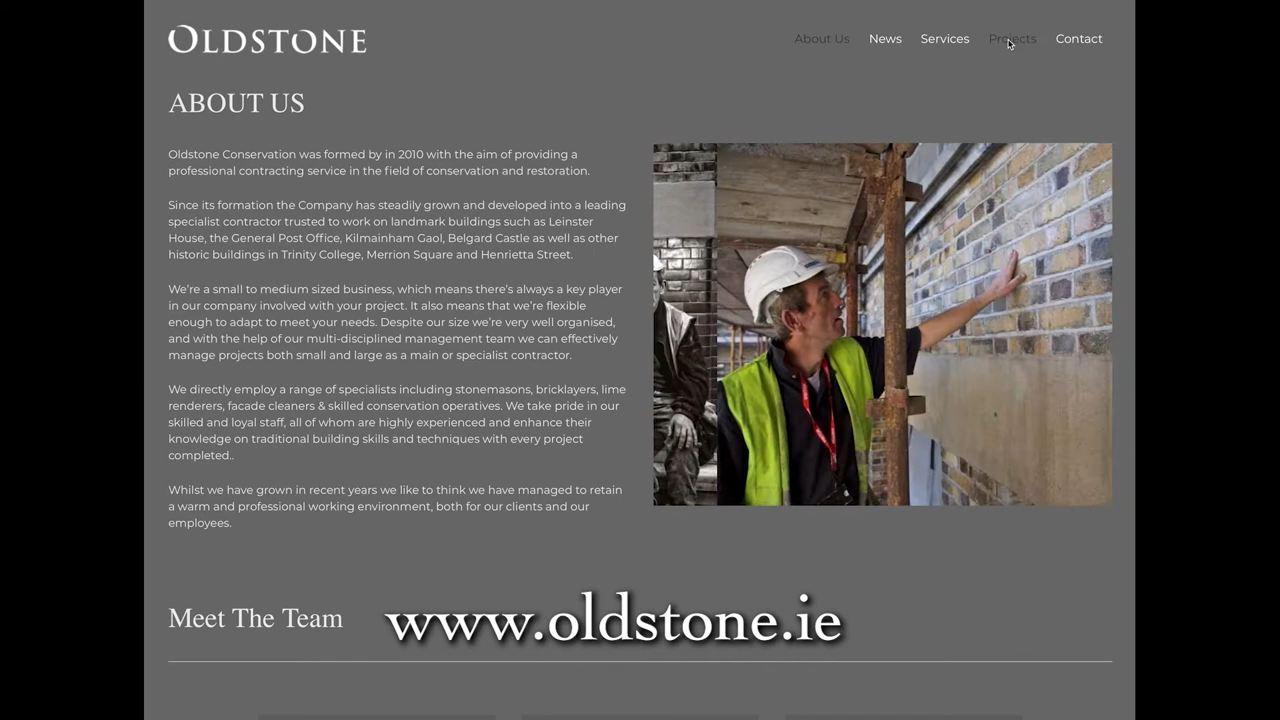 OLDSTONE
About Us News Services Projects Contact
ABOUT US
Oldstone Conservation was formed by in 2010 with the aim of providing a
professional contracting service in the field of conservation and restoration.
Since its formation the Company has steadily grown and developed into a leading
specialist contractor trusted to work on landmark buildings such as Leinster
House, the General Post Office, Kilmainham Gaol, Belgard Castle as well as other
historic buildings in Trinity College, Merrion Square and Henrietta Street.
We're a small to medium sized business, which means there's always a key player
in our company involved with your project. It also means that we're flexible
enough to adapt to meet your needs. Despite our size we're very well organised,
and with the help of our multi-disciplined management team we can effectively
manage projects both small and large as a main or specialist contractor.
We directly employ a range of specialists including stonemasons, bricklayers, lime
renderers, facade cleaners & skilled conservation operatives. We take pride in our
skilled and loyal staff, all of whom are highly experienced and enhance their
knowledge on traditional building skills and techniques with every project
completed..
Whilst we have grown in recent years we like to think we have managed to retain
a warm and professional working environment, both for our clients and our
employees.
Meet The Team
www.oldstone.ie